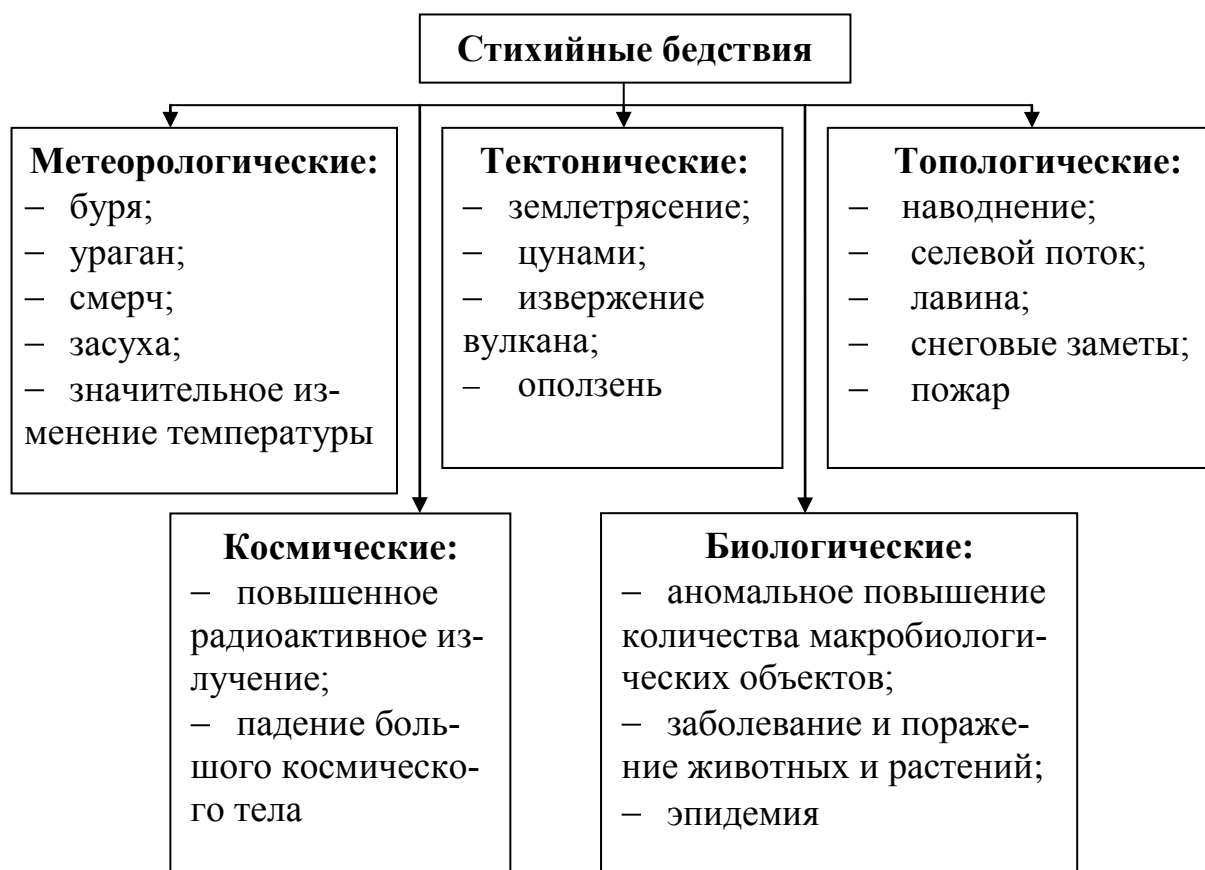 Стихийные бедствия
Метеорологические:
– буря;
– ураган;
– смерч;
– засуха;
– значительное из-
менение температуры
Тектонические:
– землетрясение;
– цунами;
– извержение
вулкана;
– оползень
Топологические:
– наводнение;
– селевой поток;
– лавина;
– снеговые заметы;
– пожар
Космические:
– повышенное
радиоактивное из-
лучение;
– падение боль-
шого космическо-
го тела
Биологические:
– аномальное повышение
количества макробиологи-
ческих объектов;
– заболевание и пораже-
ние животных и растений;
– эпидемия